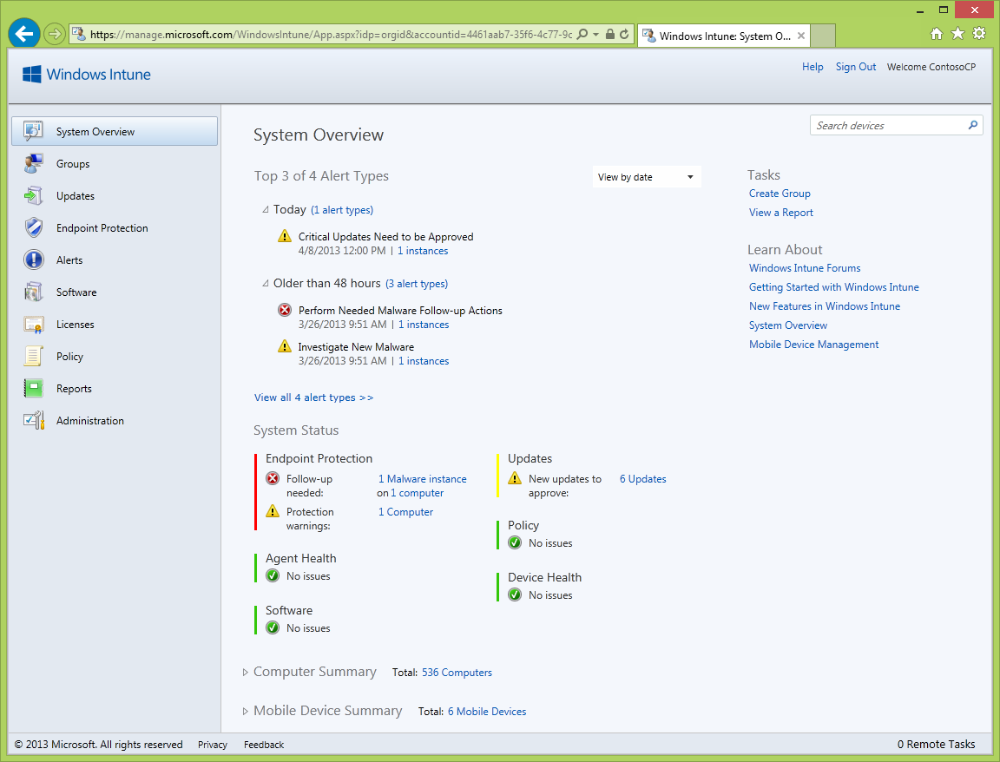 https://manage.microsoft.com/WindowsIntune/App.aspx?idp=orgid&accountid=4461aab7-35f6-4c77-9c
Windows Intune: System O...
Windows Intune
Help Sign Out Welcome ContosoCP
System Overview
Groups
Updates
Endpoint Protection
Alerts
Software
Licenses
Policy
Reports
Administration
System Overview
Search devices
Top 3 of 4 Alert Types
View by date
Today (1 alert types)
Critical Updates Need to be Approved
4/8/2013 12:00 PM | 1 instances
Older than 48 hours (3 alert types)
Perform Needed Malware Follow-up Actions
3/26/2013 9:51 AM | 1 instances
Investigate New Malware
3/26/2013 9:51 AM | 1 instances
View all 4 alert types >>
Tasks
Create Group
View a Report
Learn About
Windows Intune Forums
Getting Started with Windows Intune
New Features in Windows Intune
System Overview
Mobile Device Management
System Status
Endpoint Protection
Follow-up needed: 1 Malware instance
on 1 computer
Protection warnings: 1 Computer
Agent Health
No issues
Software
No issues
Updates
New updates to approve: 6 Updates
Policy
No issues
Device Health
No issues
Computer Summary Total: 536 Computers
Mobile Device Summary Total: 6 Mobile Devices
© 2013 Microsoft. All rights reserved Privacy Feedback
0 Remote Tasks